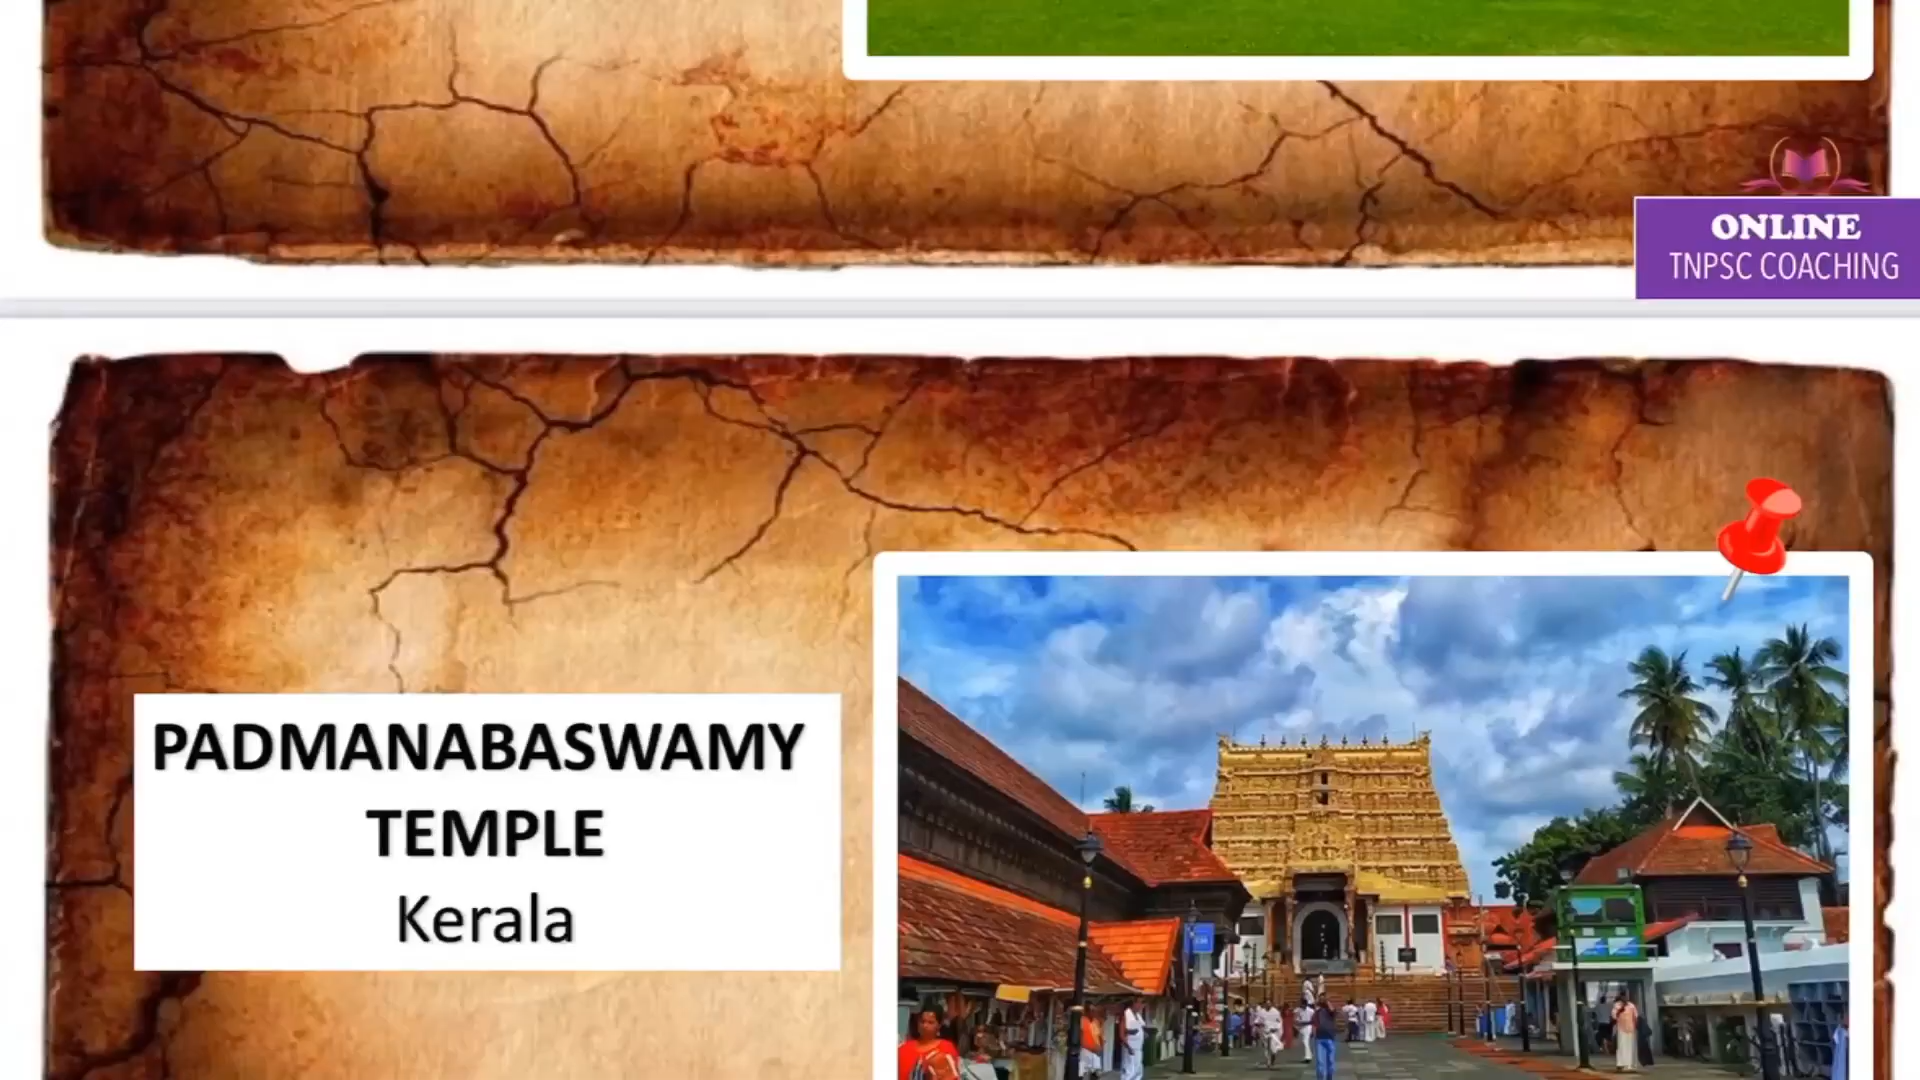 ONLINE
TNPSC COACHING
PADMANABASWAMY
TEMPLE
Kerala